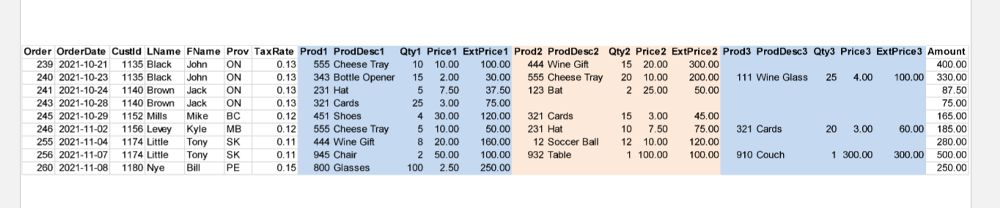 Order OrderDate CustId LName FName Prov TaxRate Prod1 ProdDesc1 Qty1 Price1 ExtPrice1 Prod2 ProdDesc2 Qty2 Price2 ExtPrice2 Prod3 ProdDesc3 Qty3 Price3 ExtPrice3 Amount
239 2021-10-21 1135 Black John ON 0.13 555 Cheese Tray 10 10.00 100.00 444 Wine Gift 15 20.00 300.00 400.00
240 2021-10-23 1135 Black John ON 0.13 343 Bottle Opener 15 2.00 30.00 555 Cheese Tray 20 10.00 200.00 111 Wine Glass 25 4.00 100.00 330.00
241 2021-10-24 1140 Brown Jack ON 0.13 231 Hat 5 7.50 37.50 123 Bat 2 25.00 50.00 87.50
243 2021-10-28 1140 Brown Jack ON 0.13 321 Cards 25 3.00 75.00 75.00
245 2021-10-29 1152 Mills Mike BC 0.12 451 Shoes 4 30.00 120.00 321 Cards 15 3.00 45.00 165.00
246 2021-11-02 1156 Levey Kyle MB 0.12 555 Cheese Tray 5 10.00 50.00 231 Hat 10 7.50 75.00 321 Cards 20 3.00 60.00 185.00
255 2021-11-04 1174 Little Tony SK 0.11 444 Wine Gift 8 20.00 160.00 12 Soccer Ball 12 10.00 120.00 280.00
256 2021-11-07 1174 Little Tony SK 0.11 945 Chair 2 50.00 100.00 932 Table 1 100.00 100.00 910 Couch 1 300.00 300.00 500.00
260 2021-11-08 1180 Nye Bill PE 0.15 800 Glasses 100 2.50 250.00 250.00